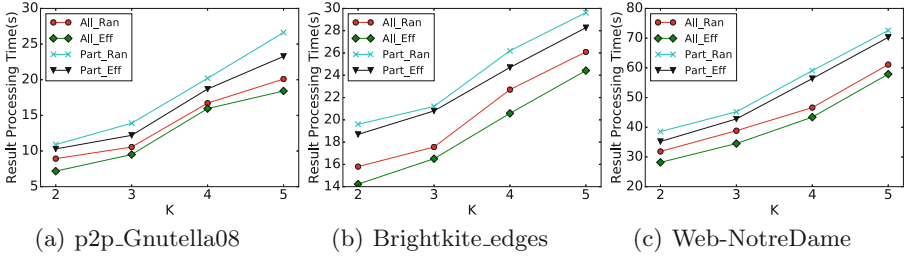 Result Processing Time(s)
30
25
20
15
10
5
All_Ran
All_Eff
Part_Ran
Part_Eff
2 3 4 5
K
(a) p2p_Gnutella08
Result Processing Time(s)
30
28
26
24
22
20
18
16
14
All_Ran
All_Eff
Part_Ran
Part_Eff
2 3 4 5
K
(b) Brightkite_edges
Result Processing Time(s)
80
70
60
50
40
30
20
All_Ran
All_Eff
Part_Ran
Part_Eff
2 3 4 5
K
(c) Web-NotreDame